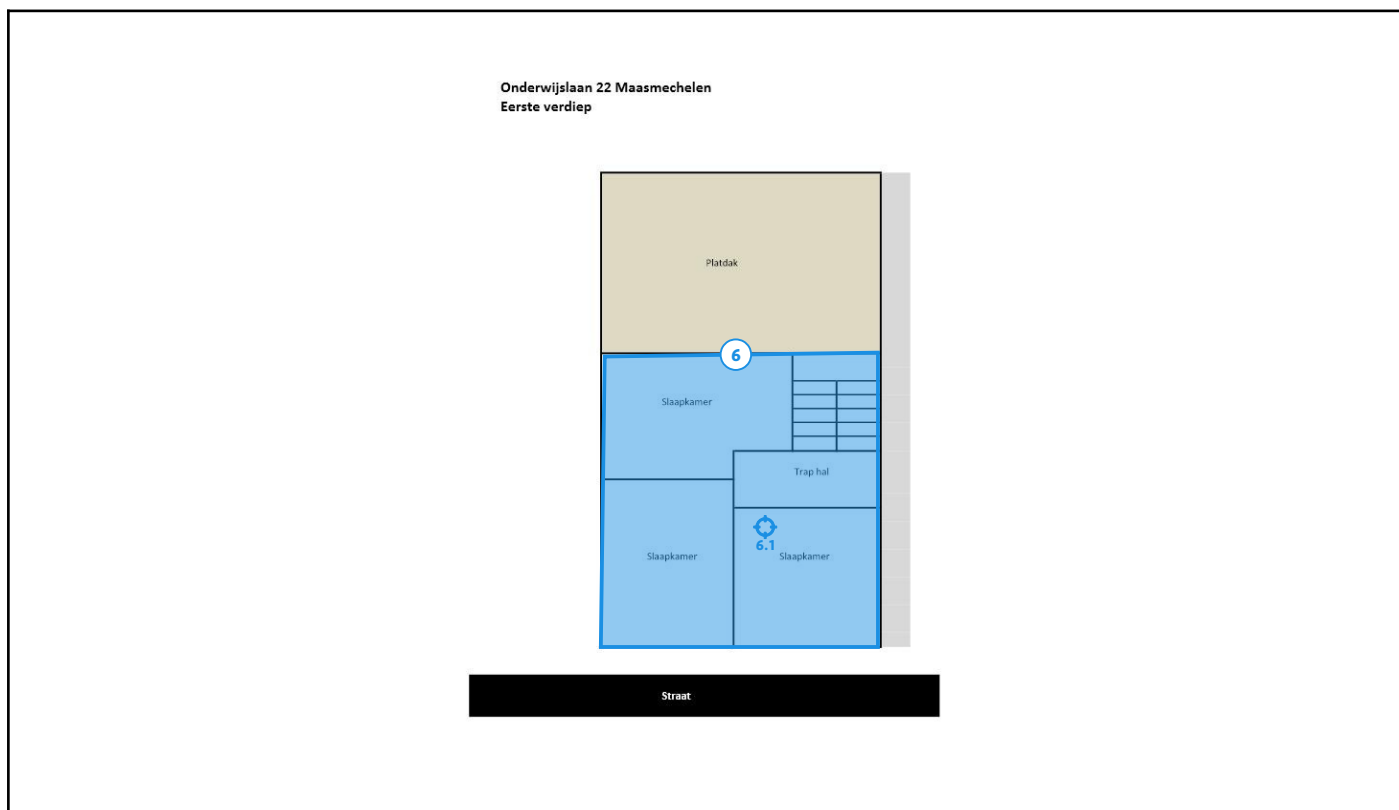 Onderwijslaan 22 Maasmechelen
Eerste verdiep
Platdak
6
Slaapkamer
Trap hal
6.1
Slaapkamer
Slaapkamer
Straat